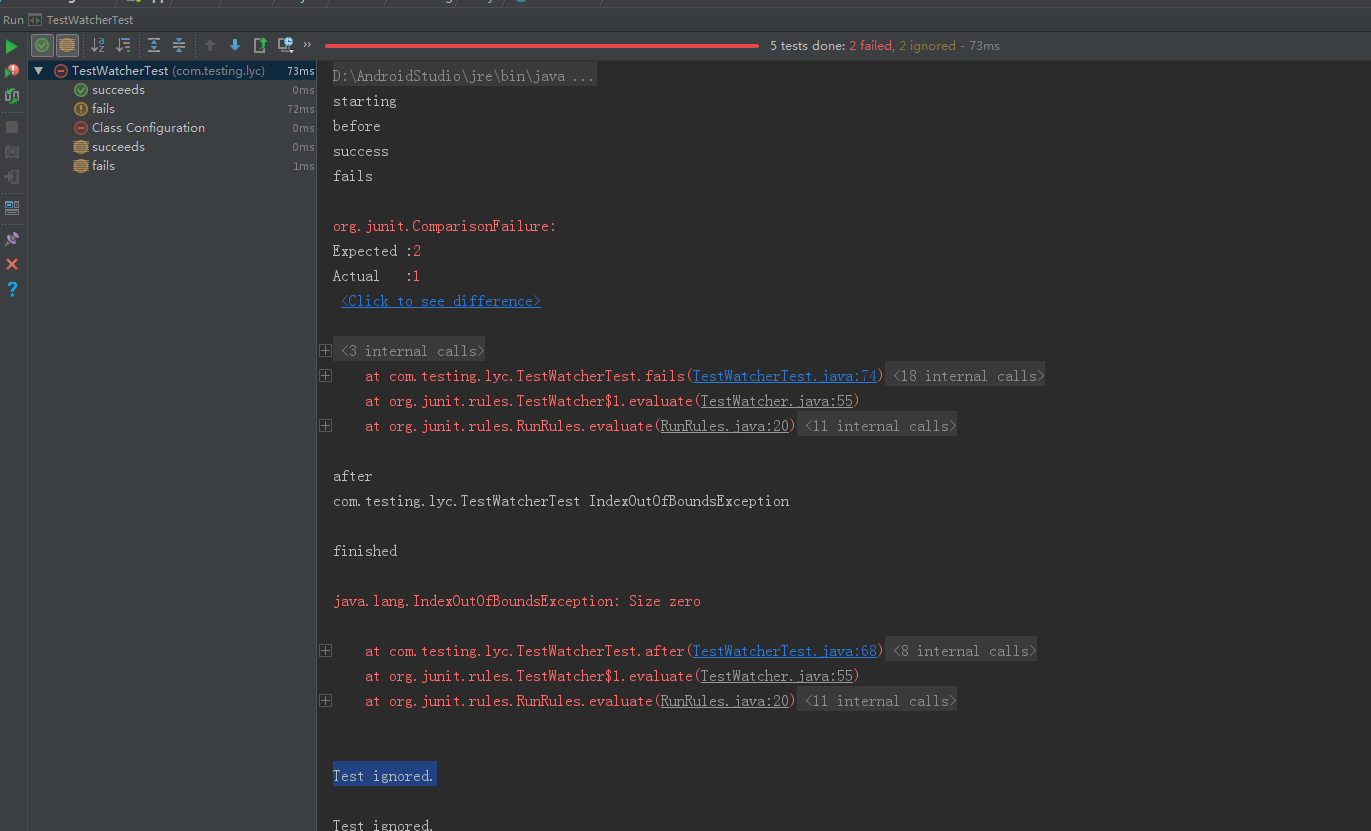 Run TestWatcherTest
5 tests done: 2 failed, 2 ignored - 73ms
TestWatcherTest (com.testing.lyc) 73ms
succeeds 0ms
fails 72ms
Class Configuration 0ms
succeeds 0ms
fails 1ms
D:\AndroidStudio\jre\bin\java ...
starting
before
success
fails
org.junit.ComparisonFailure:
Expected :2
Actual   :1
<Click to see difference>
<3 internal calls>
at com.testing.lyc.TestWatcherTest.fails(TestWatcherTest.java:74) <18 internal calls>
at org.junit.rules.TestWatcher$1.evaluate(TestWatcher.java:55)
at org.junit.rules.RunRules.evaluate(RunRules.java:20) <11 internal calls>
after
com.testing.lyc.TestWatcherTest IndexOutOfBoundsException
finished
java.lang.IndexOutOfBoundsException: Size zero
at com.testing.lyc.TestWatcherTest.after(TestWatcherTest.java:68) <8 internal calls>
at org.junit.rules.TestWatcher$1.evaluate(TestWatcher.java:55)
at org.junit.rules.RunRules.evaluate(RunRules.java:20) <11 internal calls>
Test ignored.
Test ignored.